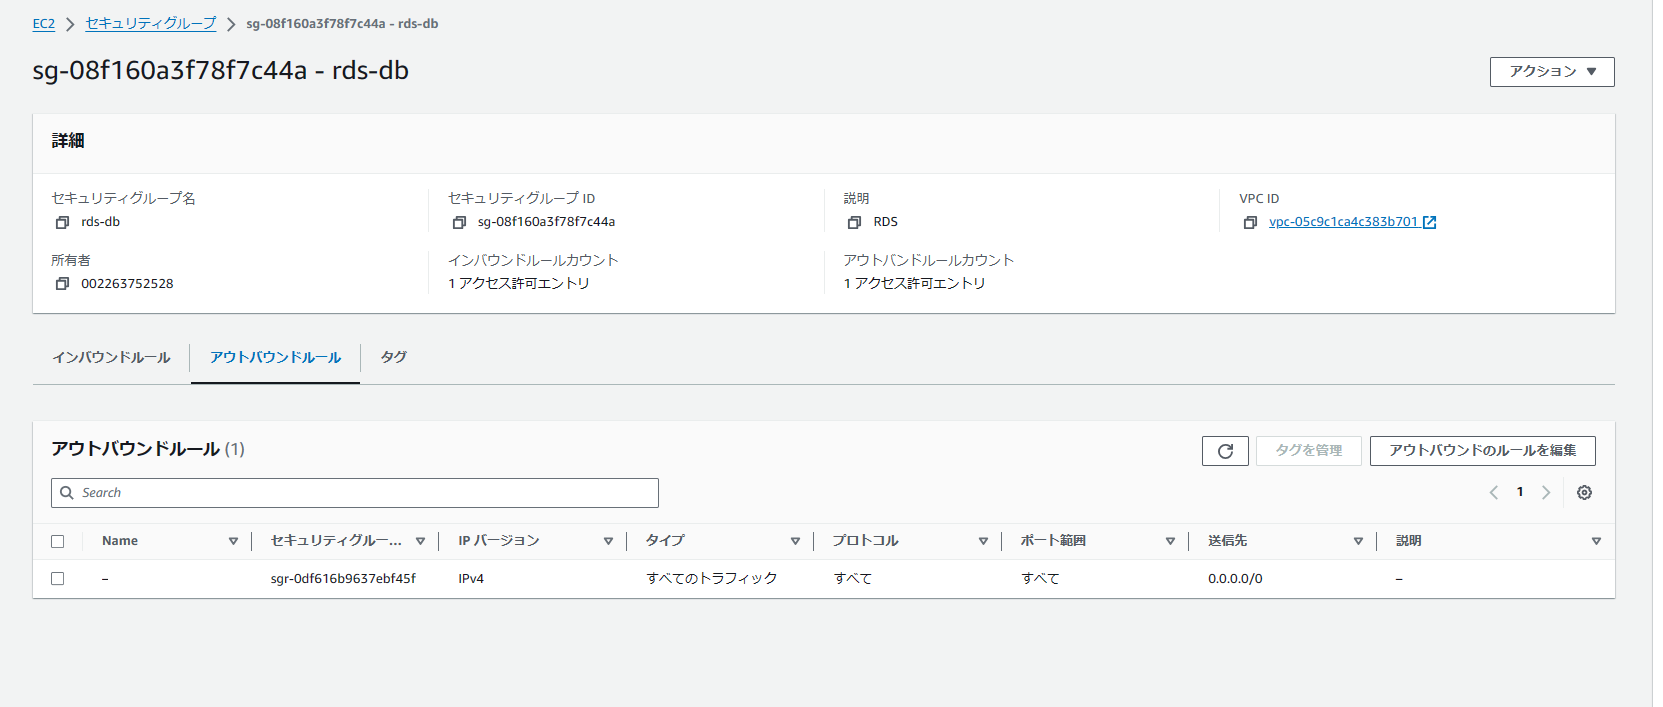 EC2 > セキュリティグループ > sg-08f160a3f78f7c44a - rds-db
sg-08f160a3f78f7c44a - rds-db
アクション ▼
詳細
セキュリティグループ名 セキュリティグループ ID 説明 VPC ID
rds-db sg-08f160a3f78f7c44a RDS vpc-05c9c1ca4c383b701
所有者 インバウンドルールカウント アウトバンドルールカウント
002263752528 1 アクセス許可エントリ 1 アクセス許可エントリ
インバウンドルール アウトバウンドルール タグ
アウトバウンドルール (1) タグを管理 アウトバウンドのルールを編集
Search 1
Name セキュリティグルー... IP バージョン タイプ プロトコル ポート範囲 送信先 説明
– sgr-0df616b9637ebf45f IPv4 すべてのトラフィック すべて すべて 0.0.0.0/0 –